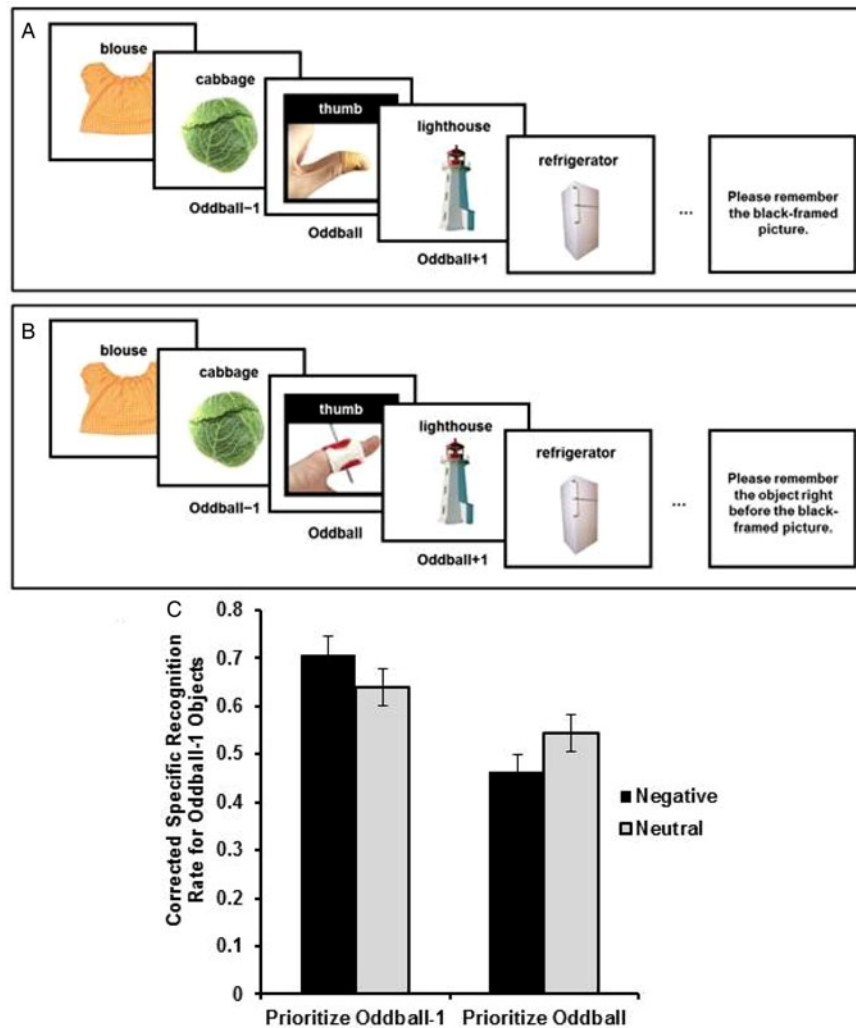 A
blouse
cabbage
Oddball−1
thumb
Oddball
lighthouse
Oddball+1
refrigerator
...
Please remember
the black-framed
picture.
B
blouse
cabbage
Oddball−1
thumb
Oddball
lighthouse
Oddball+1
refrigerator
...
Please remember
the object right
before the black-
framed picture.
C
Corrected Specific Recognition
Rate for Oddball-1 Objects
0.8
0.7
0.6
0.5
0.4
0.3
0.2
0.1
0
Negative
Neutral
Prioritize Oddball-1
Prioritize Oddball